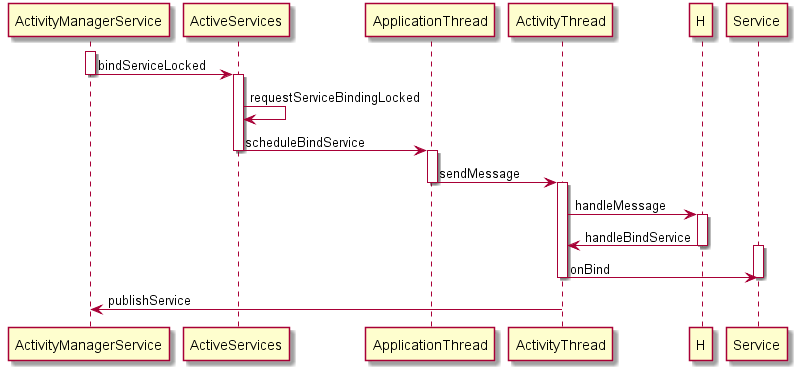 ActivityManagerService
ActiveServices
ApplicationThread
ActivityThread
H
Service
bindServiceLocked
requestServiceBindingLocked
scheduleBindService
sendMessage
handleMessage
handleBindService
onBind
publishService
ActivityManagerService
ActiveServices
ApplicationThread
ActivityThread
H
Service